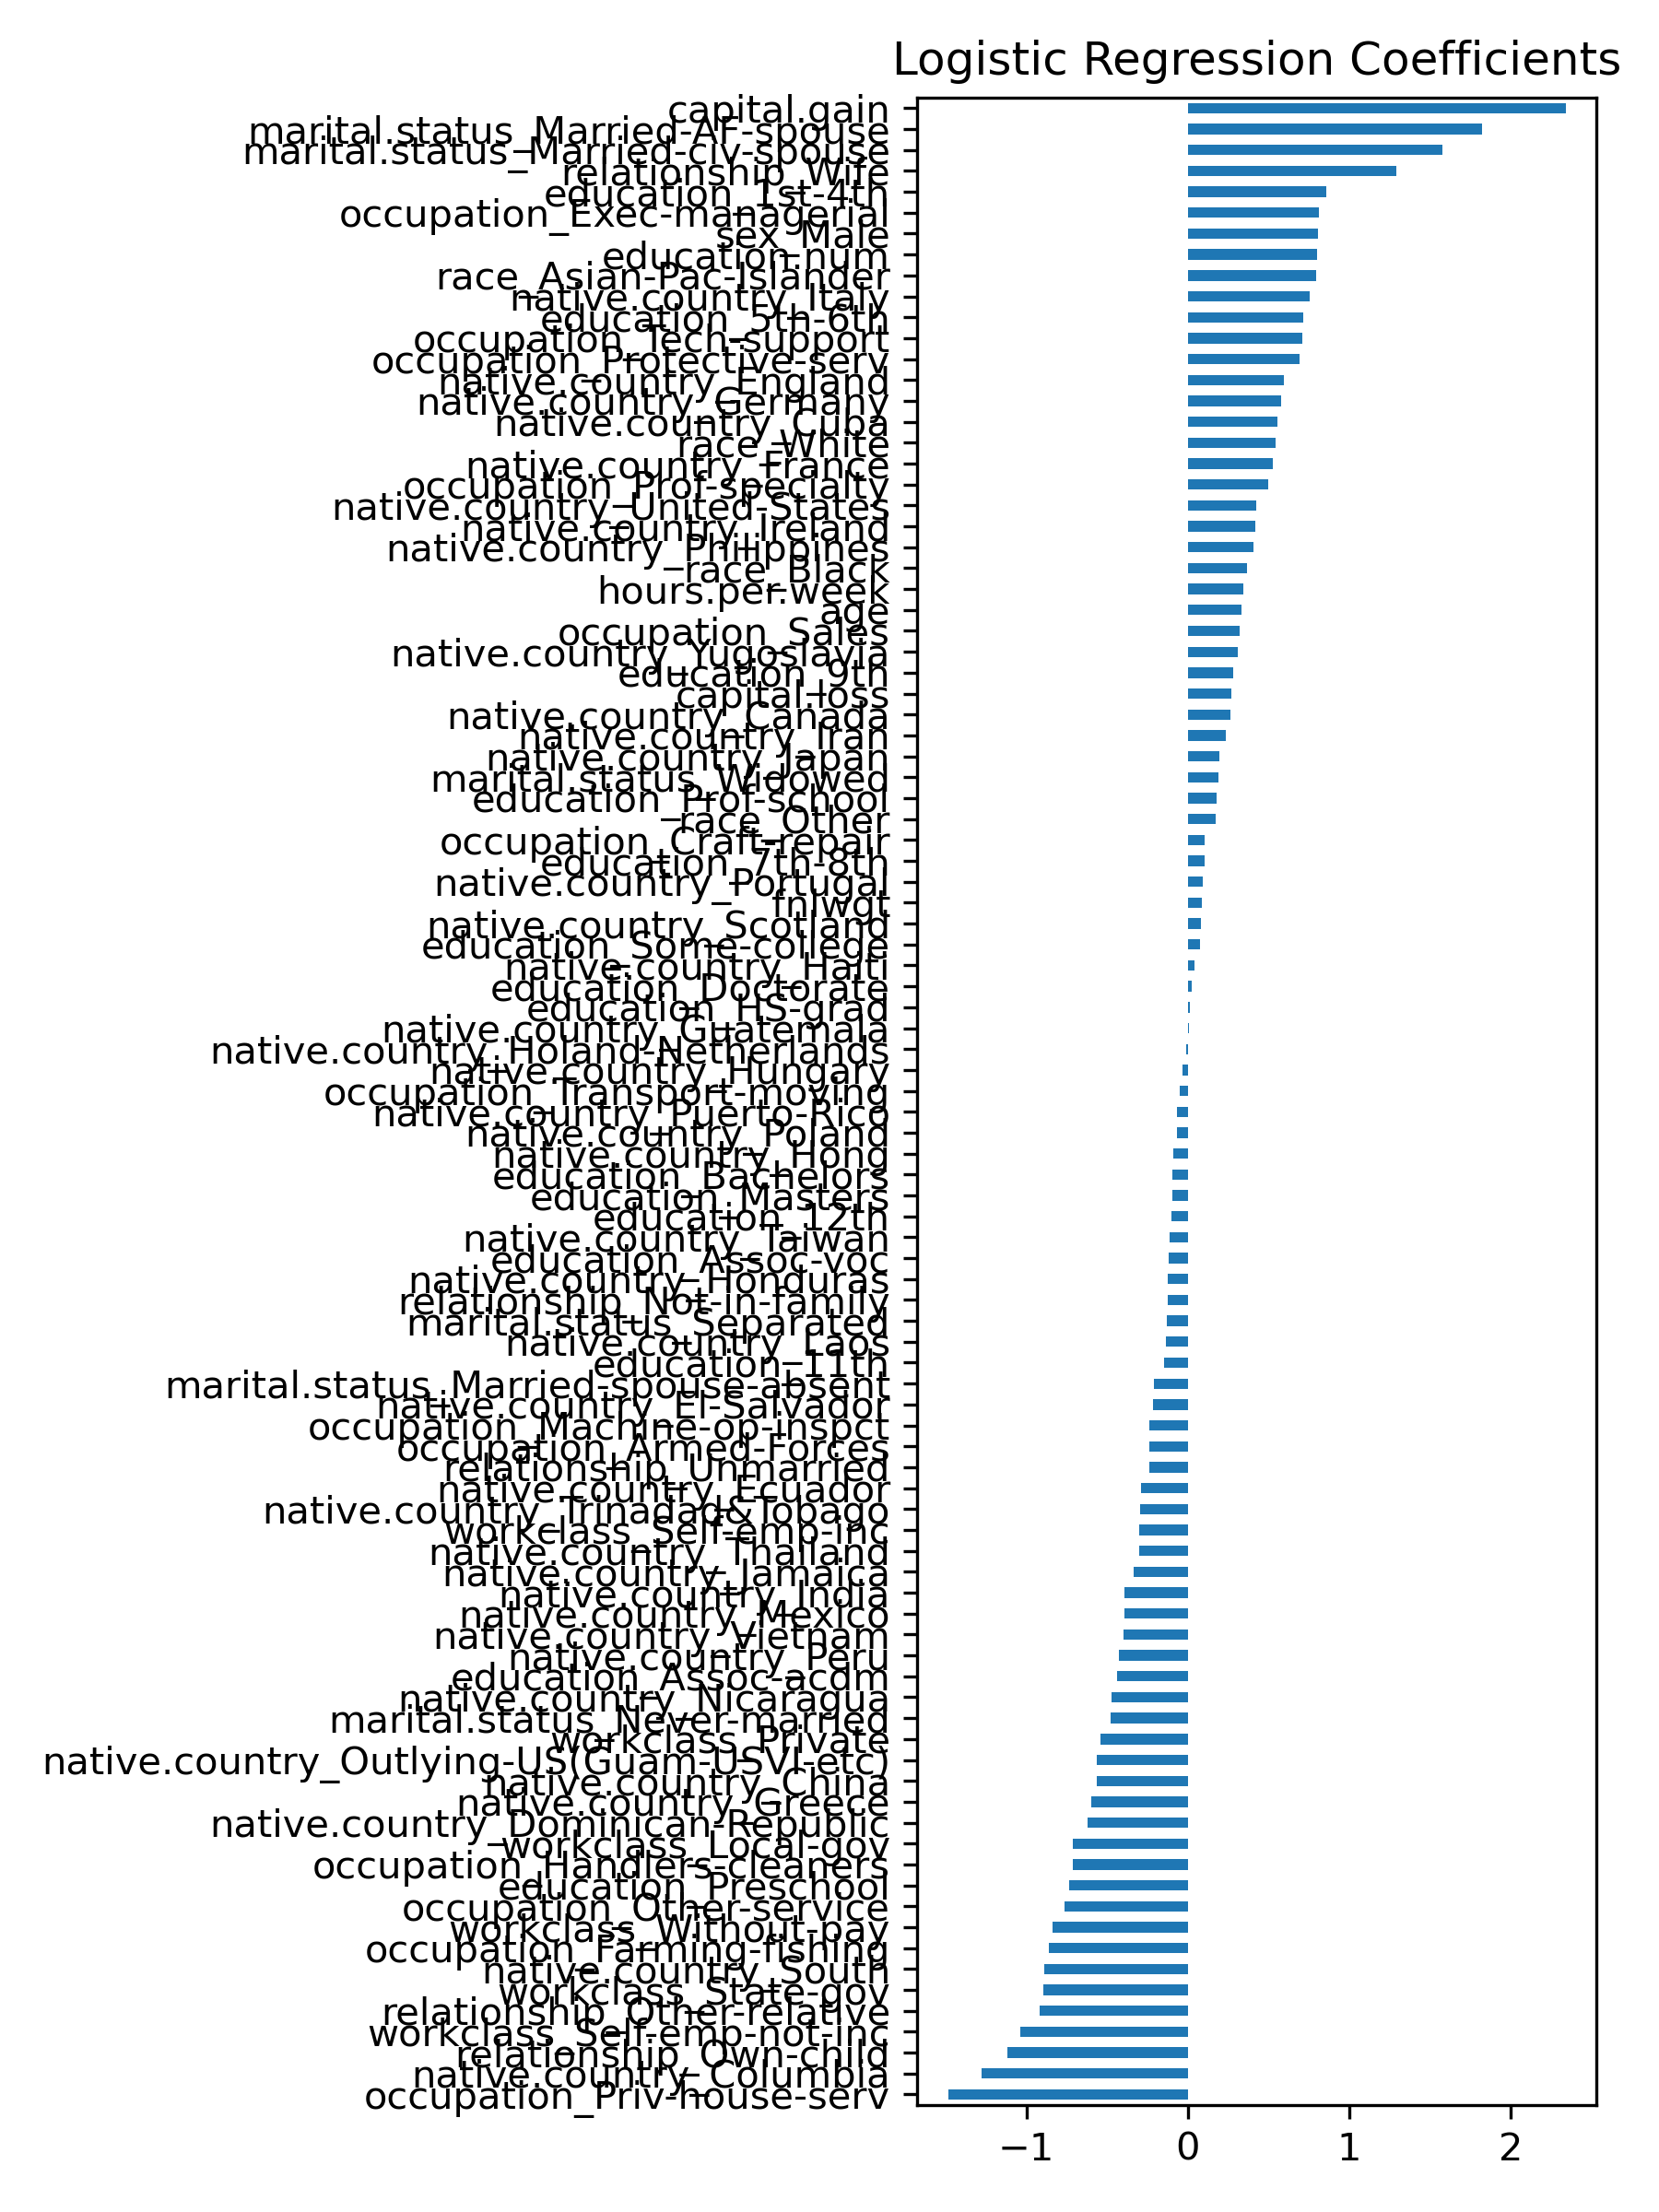 Logistic Regression Coefficients
capital.gain
marital.status_Married-AF-spouse
marital.status_Married-civ-spouse
relationship_Wife
education_1st-4th
occupation_Exec-managerial
sex_Male
education.num
race_Asian-Pac-Islander
native.country_Italy
education_5th-6th
occupation_Tech-support
occupation_Protective-serv
native.country_England
native.country_Germany
native.country_Cuba
race_White
native.country_France
occupation_Prof-specialty
native.country_United-States
native.country_Ireland
native.country_Philippines
race_Black
hours.per.week
age
occupation_Sales
native.country_Yugoslavia
education_9th
capital.loss
native.country_Canada
native.country_Iran
native.country_Japan
marital.status_Widowed
education_Prof-school
race_Other
occupation_Craft-repair
education_7th-8th
native.country_Portugal
fnlwgt
native.country_Scotland
education_Some-college
native.country_Haiti
education_Doctorate
education_HS-grad
native.country_Guatemala
native.country_Holand-Netherlands
native.country_Hungary
occupation_Transport-moving
native.country_Puerto-Rico
native.country_Poland
native.country_Hong
education_Bachelors
education_Masters
education_12th
native.country_Taiwan
education_Assoc-voc
native.country_Honduras
relationship_Not-in-family
marital.status_Separated
native.country_Laos
education_11th
marital.status_Married-spouse-absent
native.country_El-Salvador
occupation_Machine-op-inspct
occupation_Armed-Forces
relationship_Unmarried
native.country_Ecuador
native.country_Trinadad&Tobago
workclass_Self-emp-inc
native.country_Thailand
native.country_Jamaica
native.country_India
native.country_Mexico
native.country_Vietnam
native.country_Peru
education_Assoc-acdm
native.country_Nicaragua
marital.status_Never-married
workclass_Private
native.country_Outlying-US(Guam-USVI-etc)
native.country_China
native.country_Greece
native.country_Dominican-Republic
workclass_Local-gov
occupation_Handlers-cleaners
education_Preschool
occupation_Other-service
workclass_Without-pay
occupation_Farming-fishing
native.country_South
workclass_State-gov
relationship_Other-relative
workclass_Self-emp-not-inc
relationship_Own-child
native.country_Columbia
occupation_Priv-house-serv
−1 0 1 2